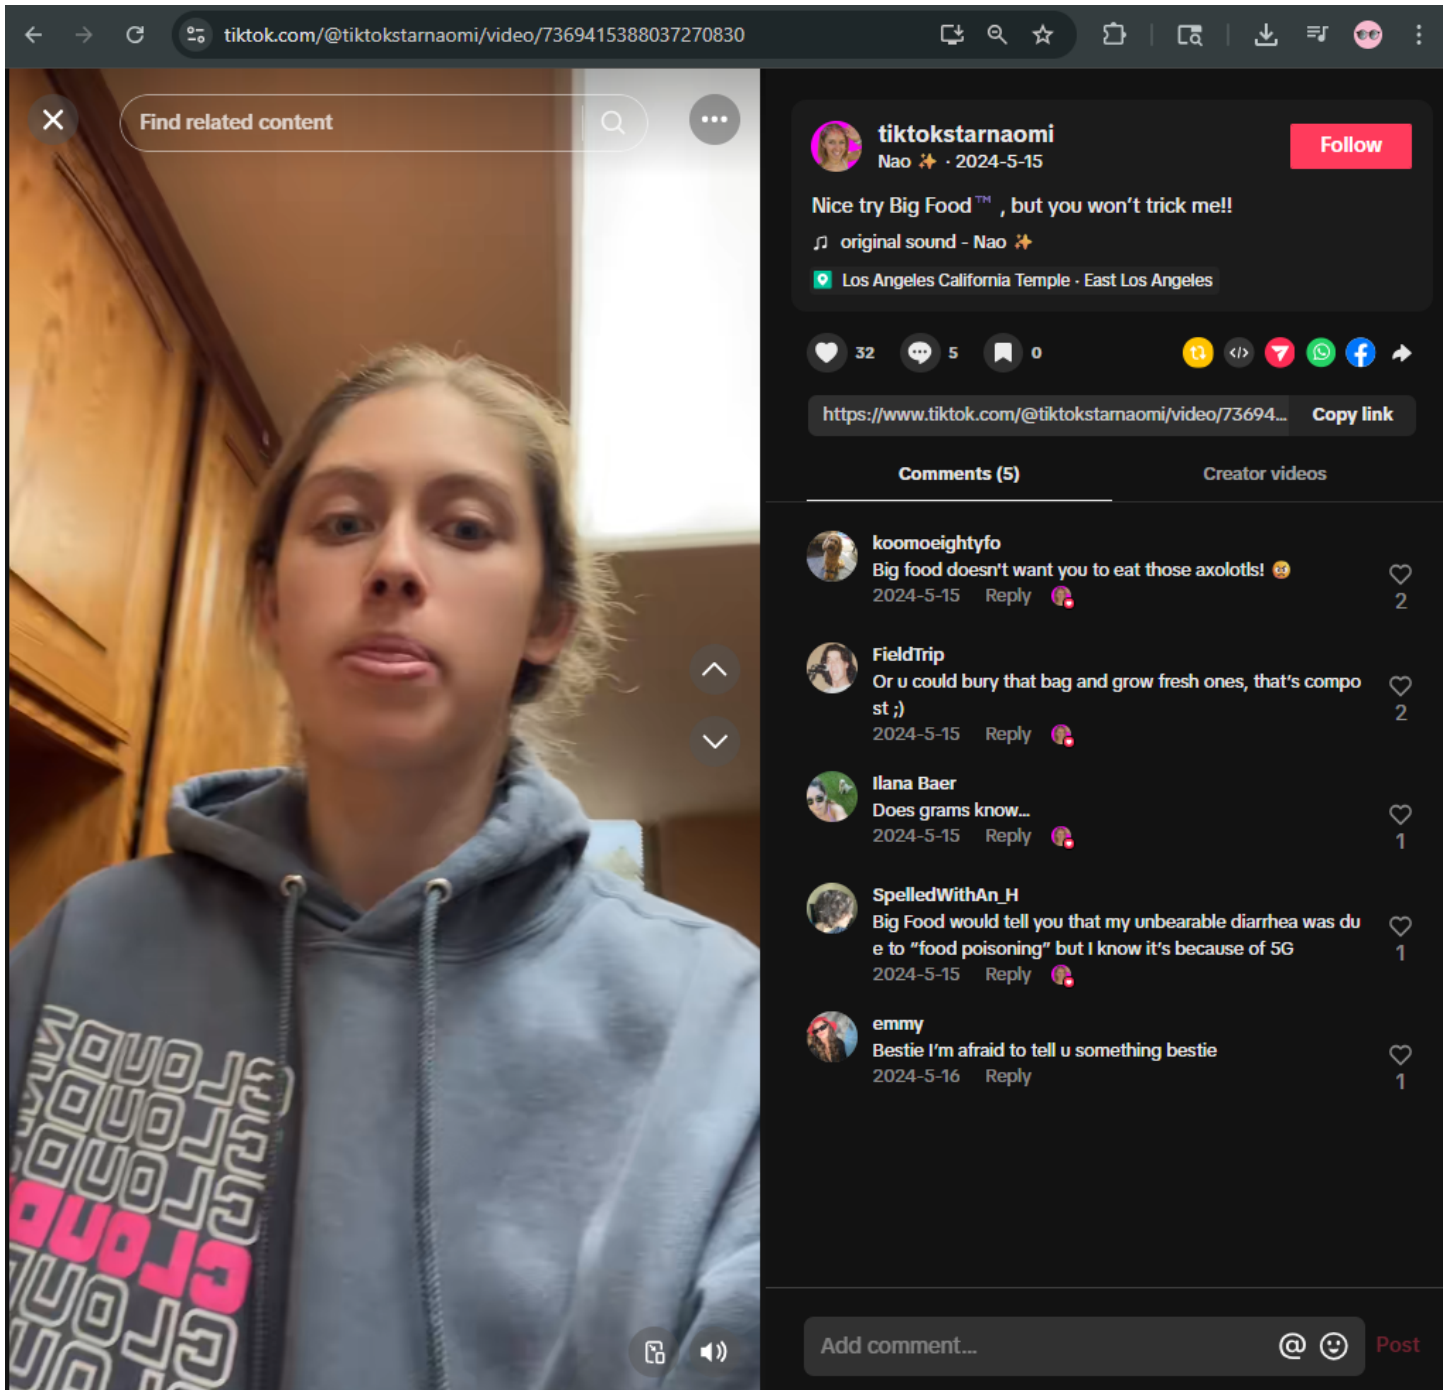 tiktok.com/@tiktokstarnaomi/video/7369415388037270830
Find related content
tiktokstarnaomi
Nao ✨ · 2024-5-15
Follow
Nice try Big Food™ , but you won't trick me!!
original sound - Nao ✨
Los Angeles California Temple · East Los Angeles
32
5
0
https://www.tiktok.com/@tiktokstarnaomi/video/73694...
Copy link
Comments (5)
Creator videos
koomoeightyfo
Big food doesn't want you to eat those axolotls! 😡
2024-5-15 Reply
2
FieldTrip
Or u could bury that bag and grow fresh ones, that's compo
st ;)
2024-5-15 Reply
2
Ilana Baer
Does grams know...
2024-5-15 Reply
1
SpelledWithAn_H
Big Food would tell you that my unbearable diarrhea was du
e to "food poisoning" but I know it's because of 5G
2024-5-15 Reply
1
emmy
Bestie I'm afraid to tell u something bestie
2024-5-16 Reply
1
Add comment...
Post